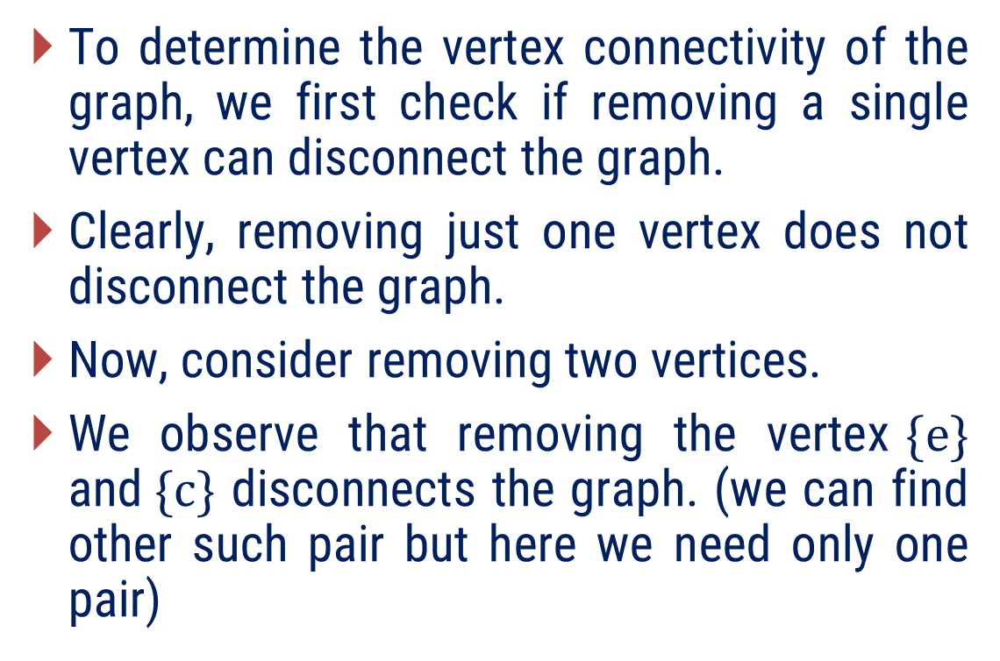 To determine the vertex connectivity of the
graph, we first check if removing a single
vertex can disconnect the graph.
Clearly, removing just one vertex does not
disconnect the graph.
Now, consider removing two vertices.
We observe that removing the vertex {e}
and {c} disconnects the graph. (we can find
other such pair but here we need only one
pair)